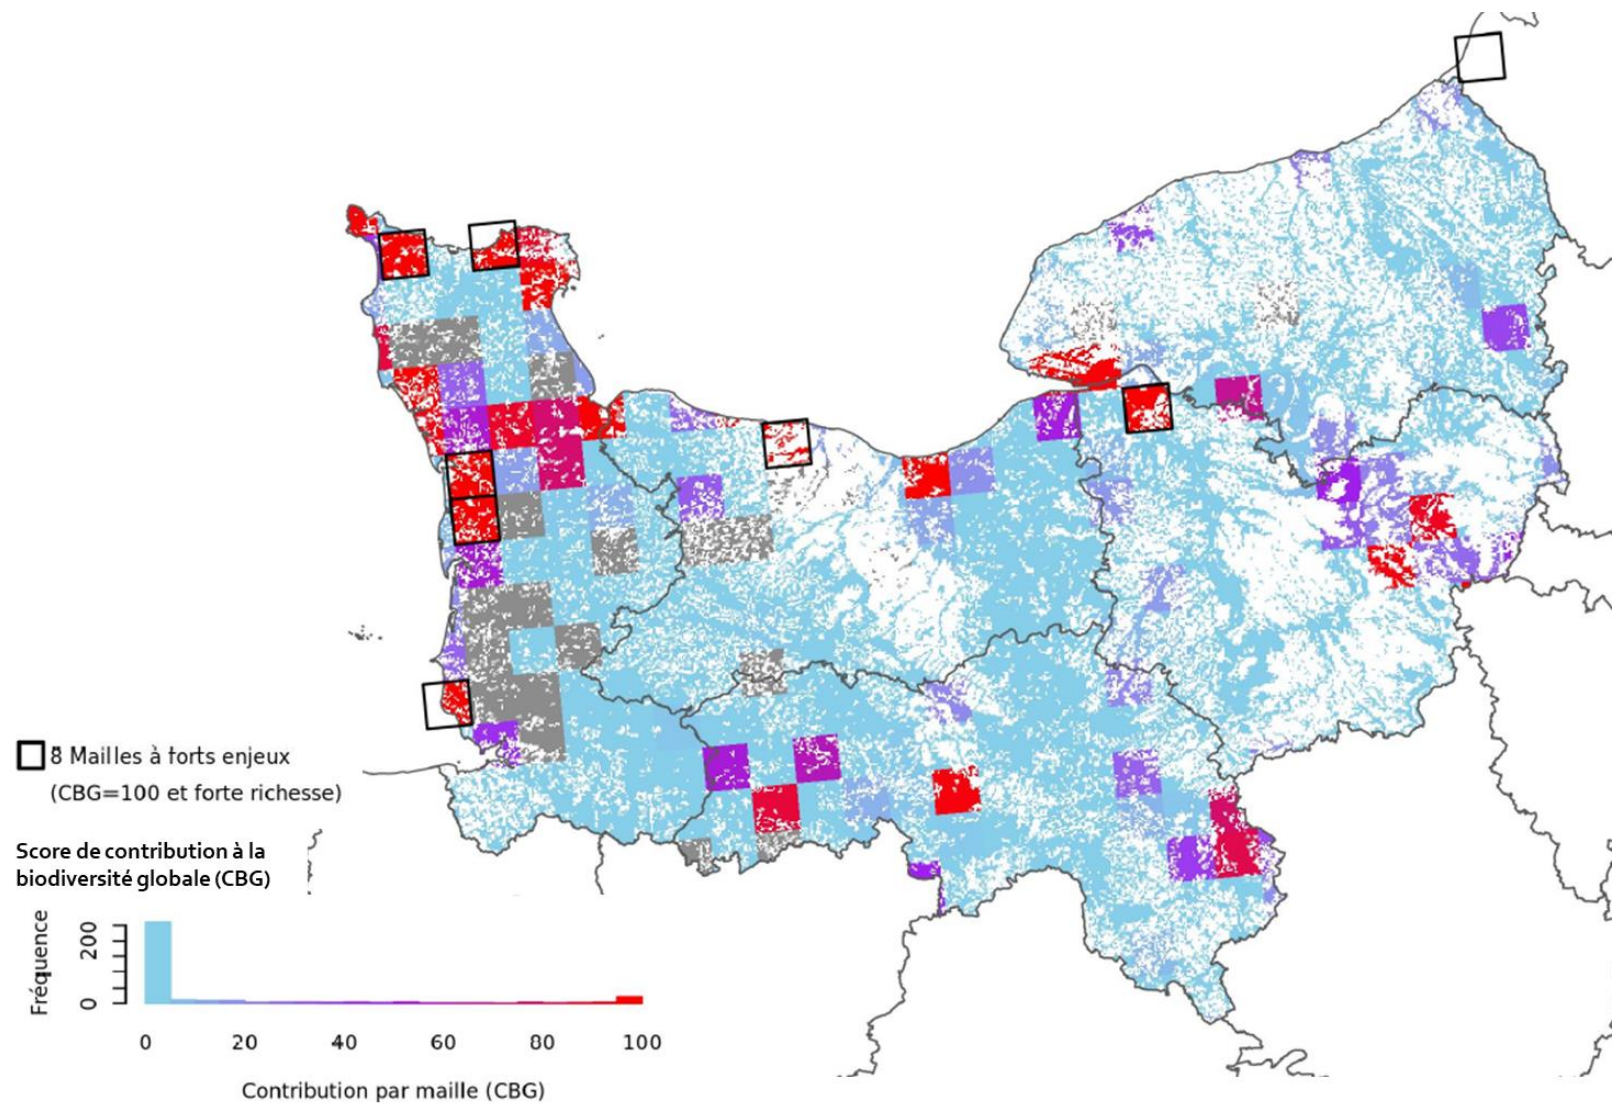 8 Mailles à forts enjeux
(CBG=100 et forte richesse)
Score de contribution à la
biodiversité globale (CBG)
Fréquence
200
0
0 20 40 60 80 100
Contribution par maille (CBG)